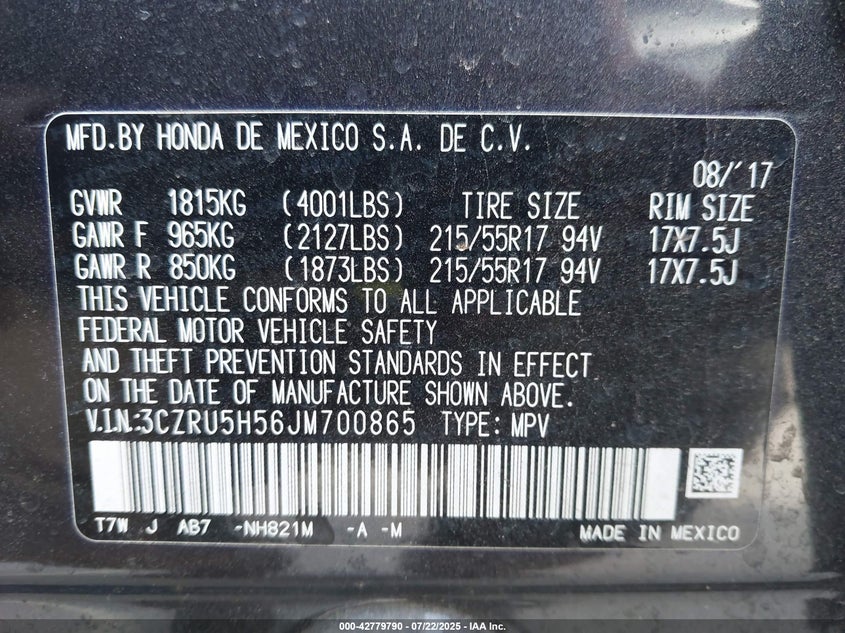 MFD.BY HONDA DE MEXICO S.A. DE C.V.
08/'17
GVWR 1815KG (4001LBS) TIRE SIZE RIM SIZE
GAWR F 965KG (2127LBS) 215/55R17 94V 17X7.5J
GAWR R 850KG (1873LBS) 215/55R17 94V 17X7.5J
THIS VEHICLE CONFORMS TO ALL APPLICABLE
FEDERAL MOTOR VEHICLE SAFETY
AND THEFT PREVENTION STANDARDS IN EFFECT
ON THE DATE OF MANUFACTURE SHOWN ABOVE.
V.I.N.:3CZRU5H56JM700865 TYPE: MPV
T7W J AB7 -NH821M -A -M MADE IN MEXICO
000-42779790 - 07/22/2025 - IAA Inc.